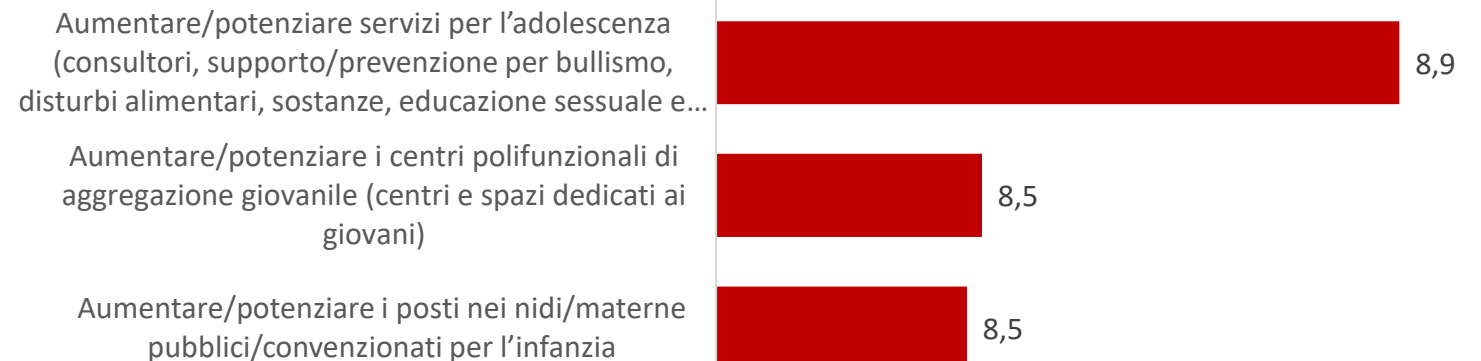 Aumentare/potenziare servizi per l’adolescenza
(consultori, supporto/prevenzione per bullismo,
disturbi alimentari, sostanze, educazione sessuale e…
8,9
Aumentare/potenziare i centri polifunzionali di
aggregazione giovanile (centri e spazi dedicati ai
giovani)
8,5
Aumentare/potenziare i posti nei nidi/materne
pubblici/convenzionati per l’infanzia
8,5